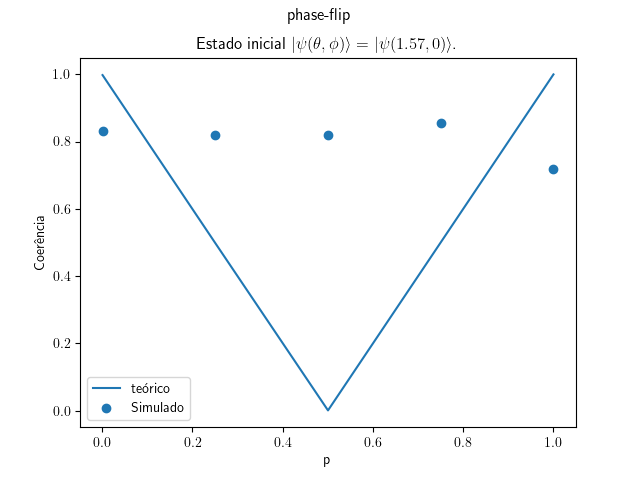 phase-flip
Estado inicial |ψ(θ, ϕ)⟩ = |ψ(1.57, 0)⟩.
1.0
0.8
0.6
0.4
0.2
0.0
Coerência
teórico
Simulado
0.0 0.2 0.4 0.6 0.8 1.0
p